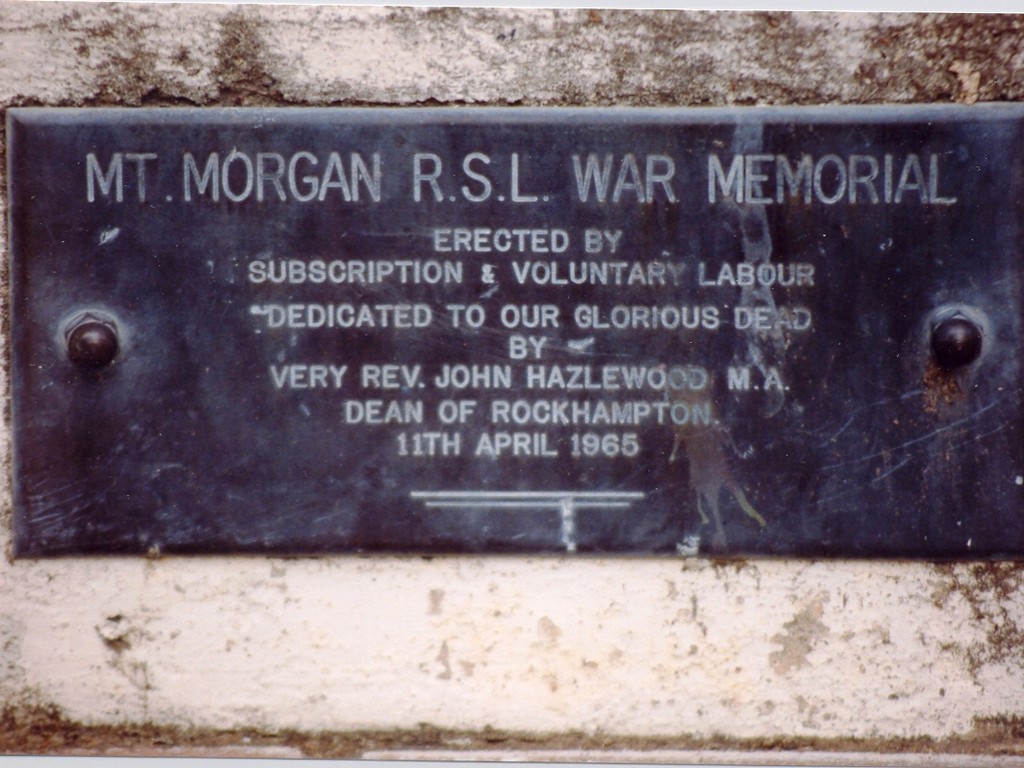 MT. MORGAN R.S.L. WAR MEMORIAL
ERECTED BY
SUBSCRIPTION & VOLUNTARY LABOUR
"DEDICATED TO OUR GLORIOUS DEAD
BY
VERY REV. JOHN HAZLEWOOD M.A.
DEAN OF ROCKHAMPTON.
11TH APRIL 1965